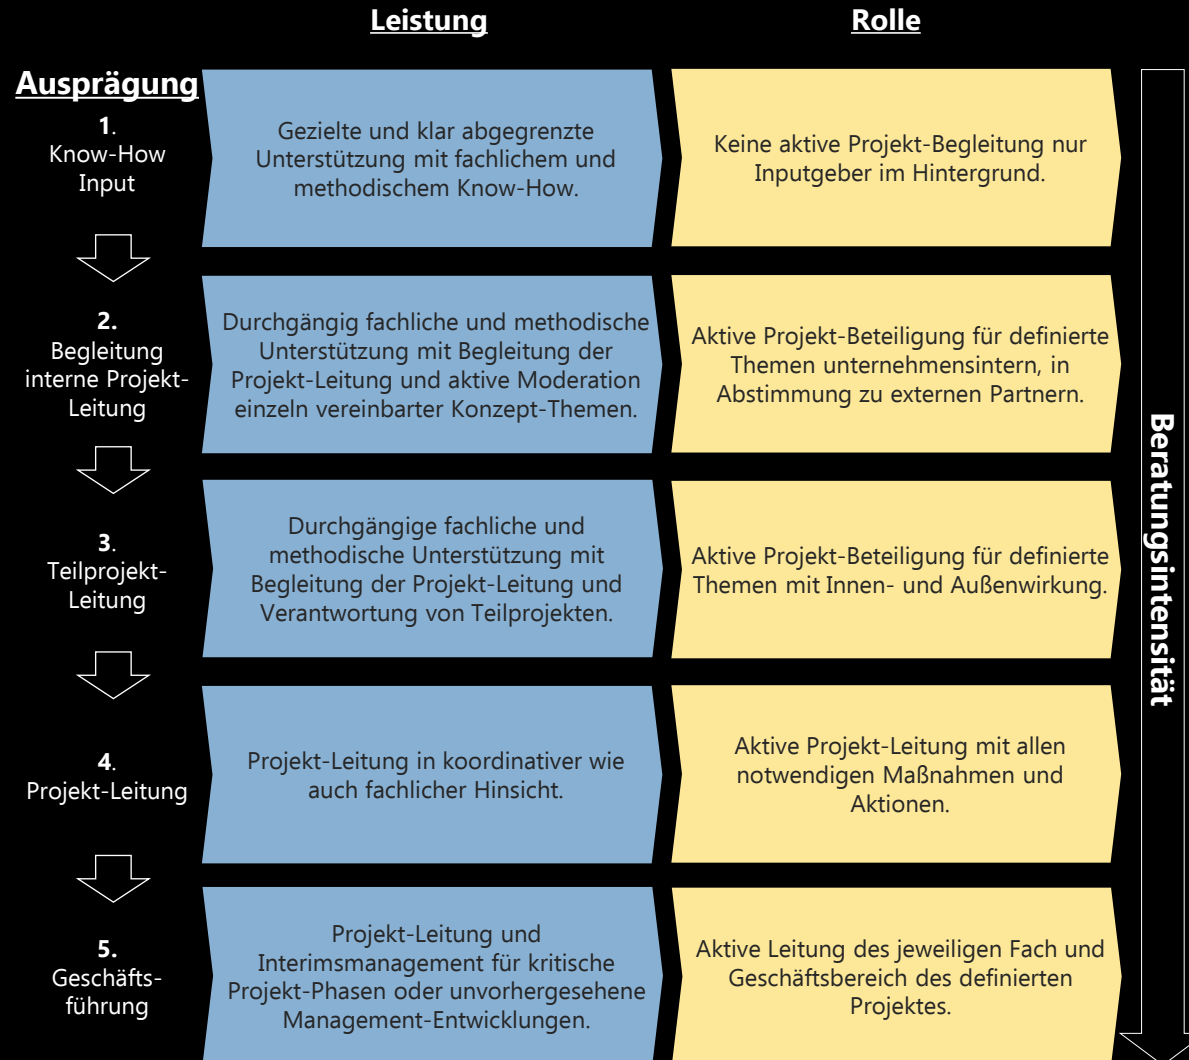 Leistung
Rolle
Ausprägung
1.
Know-How
Input
Gezielte und klar abgegrenzte
Unterstützung mit fachlichem und
methodischem Know-How.
Keine aktive Projekt-Begleitung nur
Inputgeber im Hintergrund.
2.
Begleitung
interne Projekt-
Leitung
Durchgängig fachliche und methodische
Unterstützung mit Begleitung der
Projekt-Leitung und aktive Moderation
einzeln vereinbarter Konzept-Themen.
Aktive Projekt-Beteiligung für definierte
Themen unternehmensintern, in
Abstimmung zu externen Partnern.
3.
Teilprojekt-
Leitung
Durchgängige fachliche und
methodische Unterstützung mit
Begleitung der Projekt-Leitung und
Verantwortung von Teilprojekten.
Aktive Projekt-Beteiligung für definierte
Themen mit Innen- und Außenwirkung.
4.
Projekt-Leitung
Projekt-Leitung in koordinativer wie
auch fachlicher Hinsicht.
Aktive Projekt-Leitung mit allen
notwendigen Maßnahmen und
Aktionen.
5.
Geschäfts-
führung
Projekt-Leitung und
Interimsmanagement für kritische
Projekt-Phasen oder unvorhergesehene
Management-Entwicklungen.
Aktive Leitung des jeweiligen Fach und
Geschäftsbereich des definierten
Projektes.
Beratungsintensität